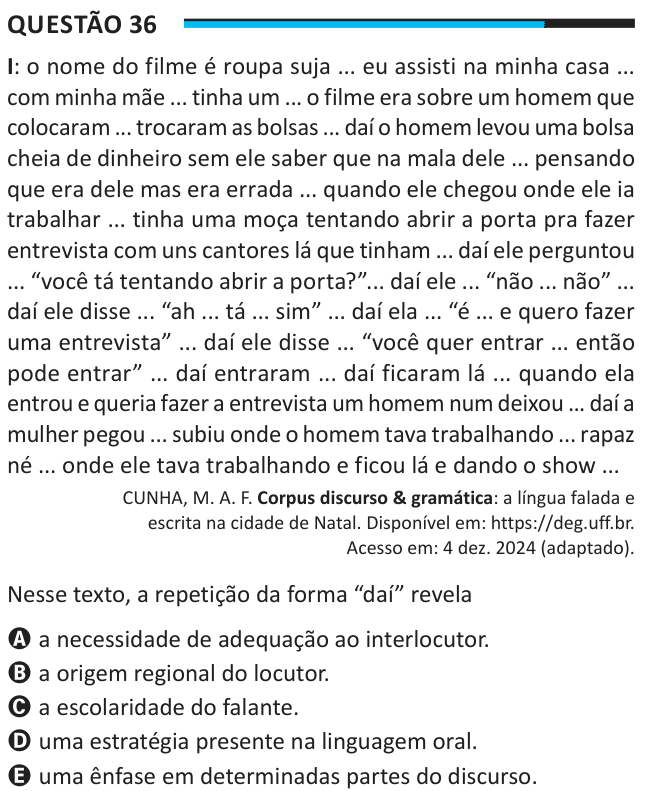 QUESTÃO 36
I: o nome do filme é roupa suja ... eu assisti na minha casa ...
com minha mãe ... tinha um ... o filme era sobre um homem que
colocaram ... trocaram as bolsas ... daí o homem levou uma bolsa
cheia de dinheiro sem ele saber que na mala dele ... pensando
que era dele mas era errada ... quando ele chegou onde ele ia
trabalhar ... tinha uma moça tentando abrir a porta pra fazer
entrevista com uns cantores lá que tinham ... daí ele perguntou
... “você tá tentando abrir a porta?”... daí ele ... “não ... não” ...
daí ele disse ... “ah ... tá ... sim” ... daí ela ... “é ... e quero fazer
uma entrevista” ... daí ele disse ... “você quer entrar ... então
pode entrar” ... daí entraram ... daí ficaram lá ... quando ela
entrou e queria fazer a entrevista um homem num deixou ... daí a
mulher pegou ... subiu onde o homem tava trabalhando ... rapaz
né ... onde ele tava trabalhando e ficou lá e dando o show ...
CUNHA, M. A. F. Corpus discurso & gramática: a língua falada e
escrita na cidade de Natal. Disponível em: https://deg.uff.br.
Acesso em: 4 dez. 2024 (adaptado).
Nesse texto, a repetição da forma “daí” revela
A a necessidade de adequação ao interlocutor.
B a origem regional do locutor.
C a escolaridade do falante.
D uma estratégia presente na linguagem oral.
E uma ênfase em determinadas partes do discurso.